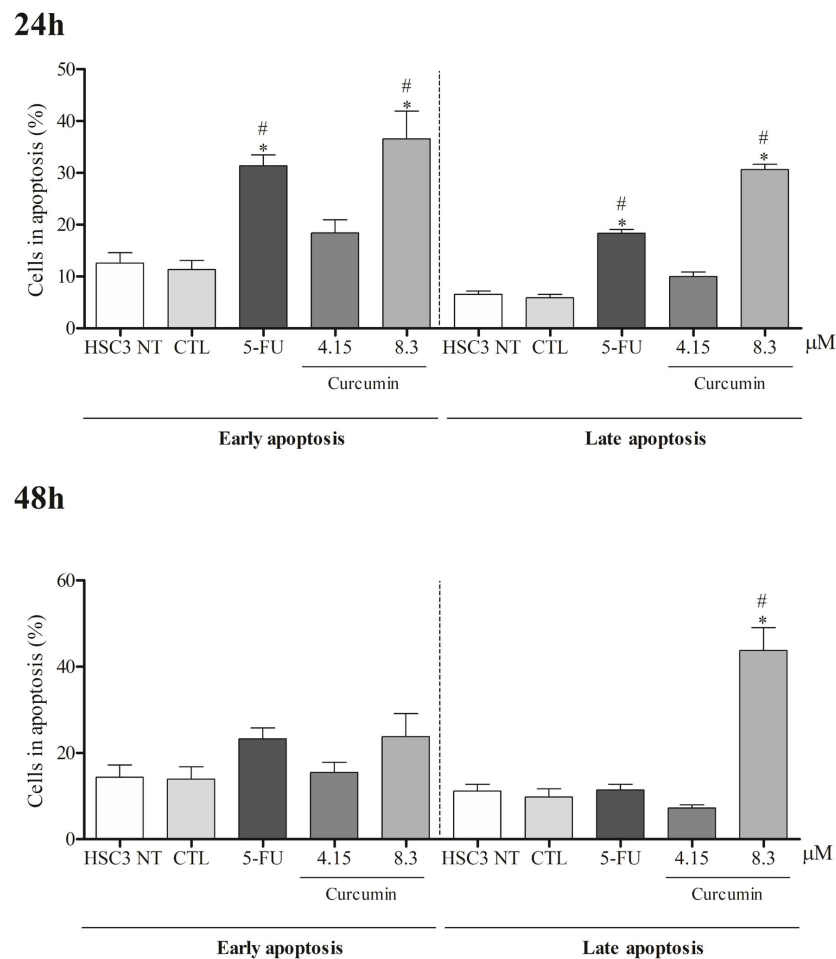 24h
Cells in apoptosis (%)
50
40
30
20
10
0
# *
# *
# *
# *
HSC3 NT CTL 5-FU 4.15 8.3 HSC3 NT CTL 5-FU 4.15 8.3 μM
Curcumin Curcumin
Early apoptosis Late apoptosis
48h
Cells in apoptosis (%)
60
40
20
0
# *
HSC3 NT CTL 5-FU 4.15 8.3 HSC3 NT CTL 5-FU 4.15 8.3 μM
Curcumin Curcumin
Early apoptosis Late apoptosis